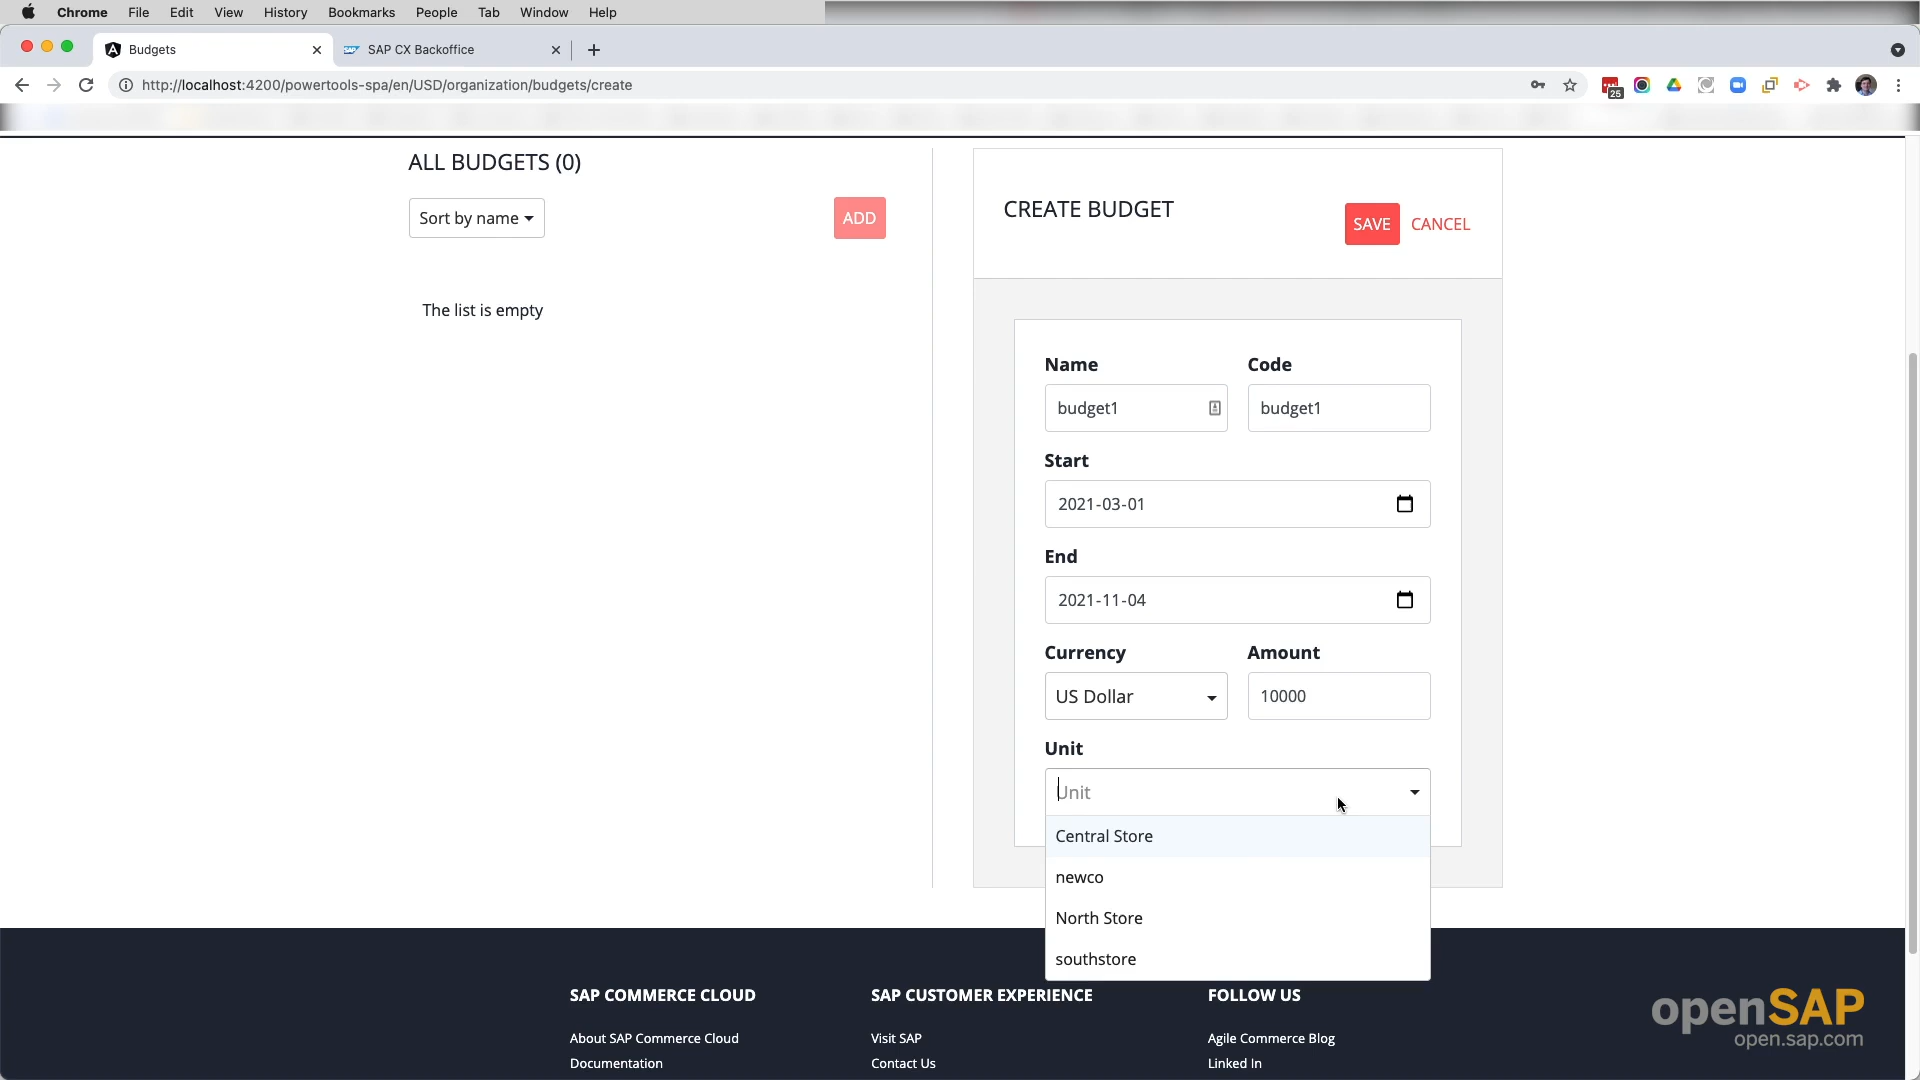 Chrome File Edit View History Bookmarks People Tab Window Help
Budgets
SAP CX Backoffice
http://localhost:4200/powertools-spa/en/USD/organization/budgets/create
25
ALL BUDGETS (0)
Sort by name
ADD
The list is empty
CREATE BUDGET
SAVE CANCEL
Name Code
budget1 budget1
Start
2021-03-01
End
2021-11-04
Currency Amount
US Dollar 10000
Unit
Unit
Central Store
newco
North Store
southstore
SAP COMMERCE CLOUD
About SAP Commerce Cloud
Documentation
SAP CUSTOMER EXPERIENCE
Visit SAP
Contact Us
FOLLOW US
Agile Commerce Blog
Linked In
openSAP
open.sap.com